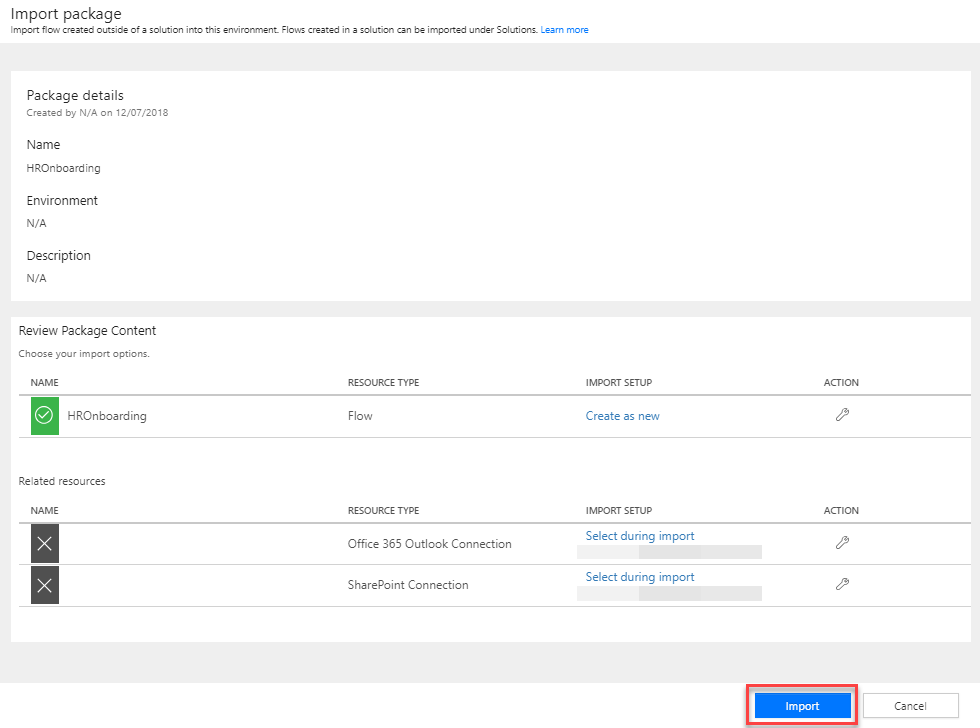 Import package
Import flow created outside of a solution into this environment. Flows created in a solution can be imported under Solutions. Learn more
Package details
Created by N/A on 12/07/2018
Name
HROnboarding
Environment
N/A
Description
N/A
Review Package Content
Choose your import options.
NAME RESOURCE TYPE IMPORT SETUP ACTION
HROnboarding Flow Create as new
Related resources
NAME RESOURCE TYPE IMPORT SETUP ACTION
Office 365 Outlook Connection Select during import
SharePoint Connection Select during import
Import Cancel